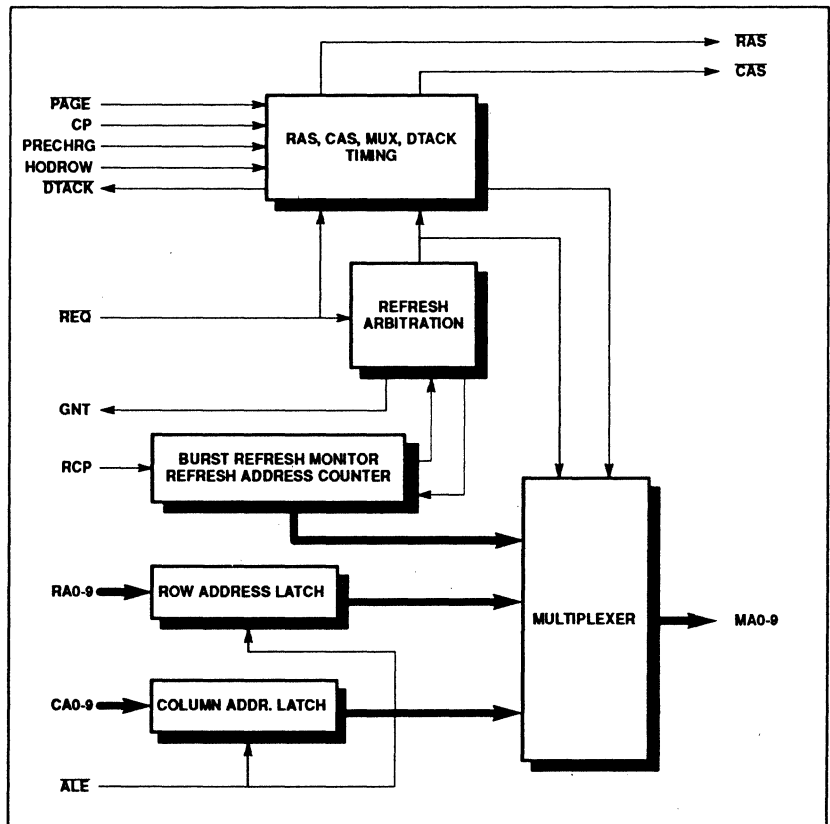 RAS
CAS
PAGE
CP
PRECHRG
HODROW
DTACK
RAS, CAS, MUX, DTACK
TIMING
REQ
REFRESH
ARBITRATION
GNT
RCP
BURST REFRESH MONITOR
REFRESH ADDRESS COUNTER
RA0-9
ROW ADDRESS LATCH
MULTIPLEXER
MA0-9
CA0-9
COLUMN ADDR. LATCH
ALE